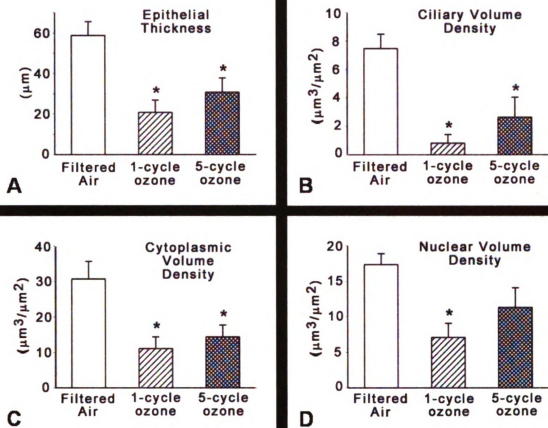 Epithelial
Thickness
(μm)
60
40
20
0
*
*
Filtered
Air
1-cycle
ozone
5-cycle
ozone
A
Ciliary Volume
Density
(μm3/μm2)
8
6
4
2
0
*
*
Filtered
Air
1-cycle
ozone
5-cycle
ozone
B
Cytoplasmic
Volume
Density
(μm3/μm2)
40
30
20
10
0
*
*
Filtered
Air
1-cycle
ozone
5-cycle
ozone
C
Nuclear Volume
Density
(μm3/μm2)
20
15
10
5
0
*
Filtered
Air
1-cycle
ozone
5-cycle
ozone
D